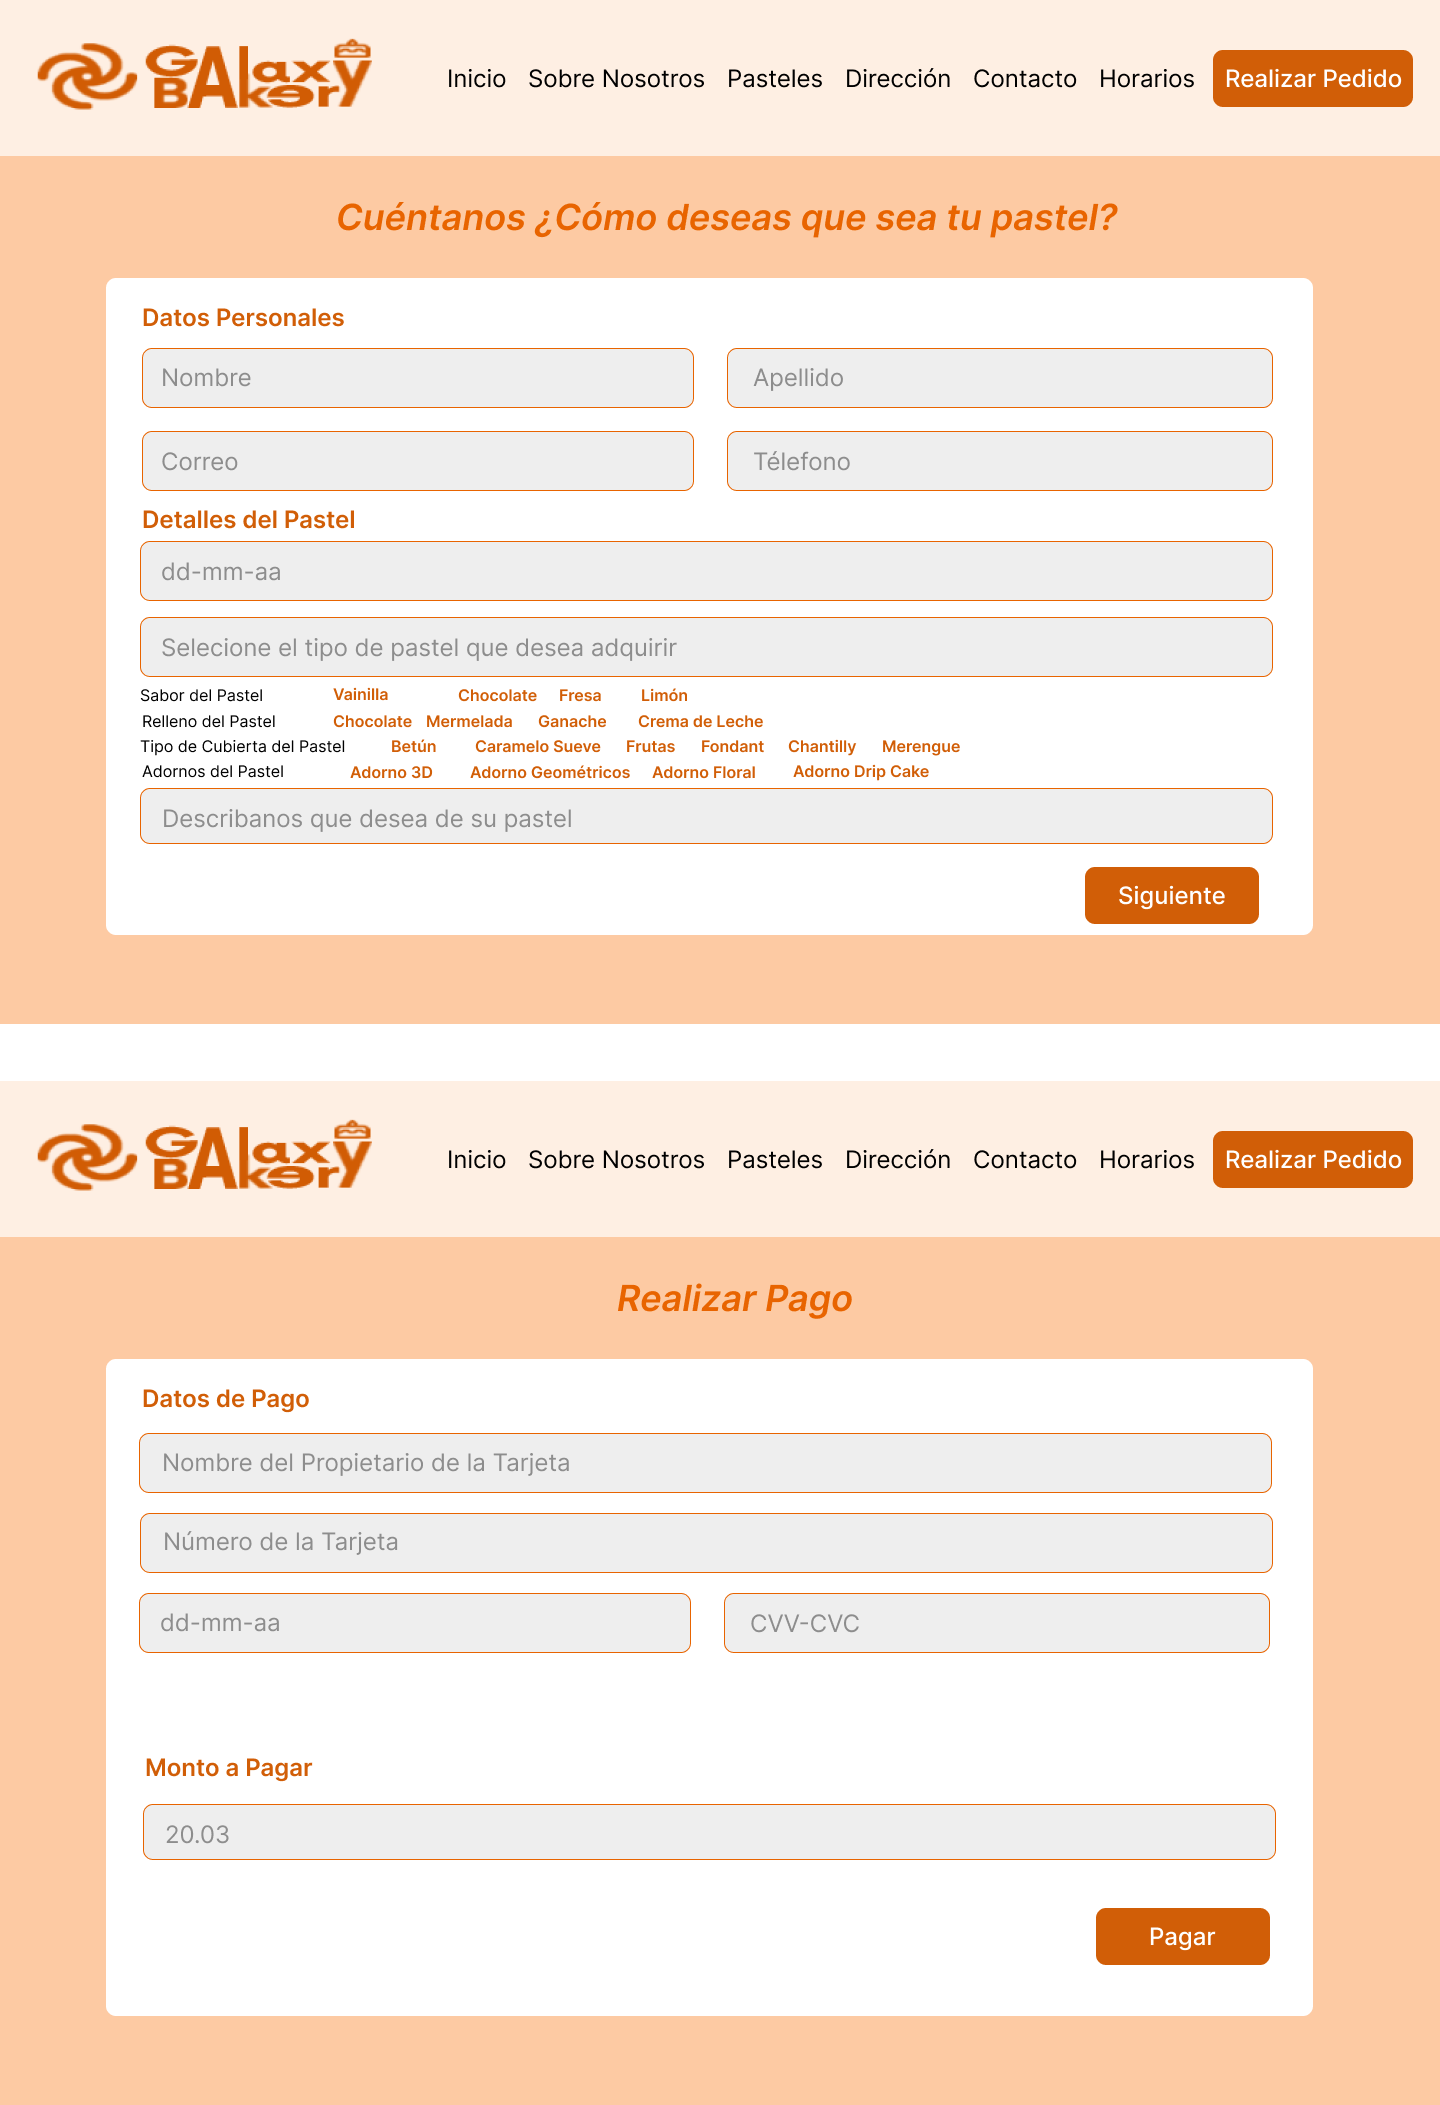 GAlaxy
BAkery
Inicio Sobre Nosotros Pasteles Dirección Contacto Horarios Realizar Pedido
Cuéntanos ¿Cómo deseas que sea tu pastel?
Datos Personales
Nombre Apellido
Correo Télefono
Detalles del Pastel
dd-mm-aa
Selecione el tipo de pastel que desea adquirir
Sabor del Pastel Vainilla Chocolate Fresa Limón
Relleno del Pastel Chocolate Mermelada Ganache Crema de Leche
Tipo de Cubierta del Pastel Betún Caramelo Sueve Frutas Fondant Chantilly Merengue
Adornos del Pastel Adorno 3D Adorno Geométricos Adorno Floral Adorno Drip Cake
Describanos que desea de su pastel
Siguiente
GAlaxy
BAkery
Inicio Sobre Nosotros Pasteles Dirección Contacto Horarios Realizar Pedido
Realizar Pago
Datos de Pago
Nombre del Propietario de la Tarjeta
Número de la Tarjeta
dd-mm-aa CVV-CVC
Monto a Pagar
20.03
Pagar